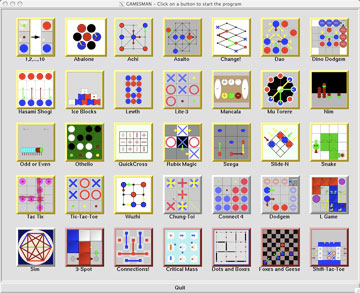 GAMESMAN - Click on a button to start the program
1,2,...,10 Abalone Achi Asalto Change! Dao Dino Dodgem
Hasami Shogi Ice Blocks Lewth Lite-3 Mancala Mu Torere Nim
Odd or Even Othello QuickCross Rubix Magic Seega Slide-N Snake
Tac Tix Tic-Tac-Toe Wuzhi Chung-Toi Connect 4 Dodgem L Game
Sim 3-Spot Connections! Critical Mass Dots and Boxes Foxes and Geese Shift-Tac-Toe
Quit